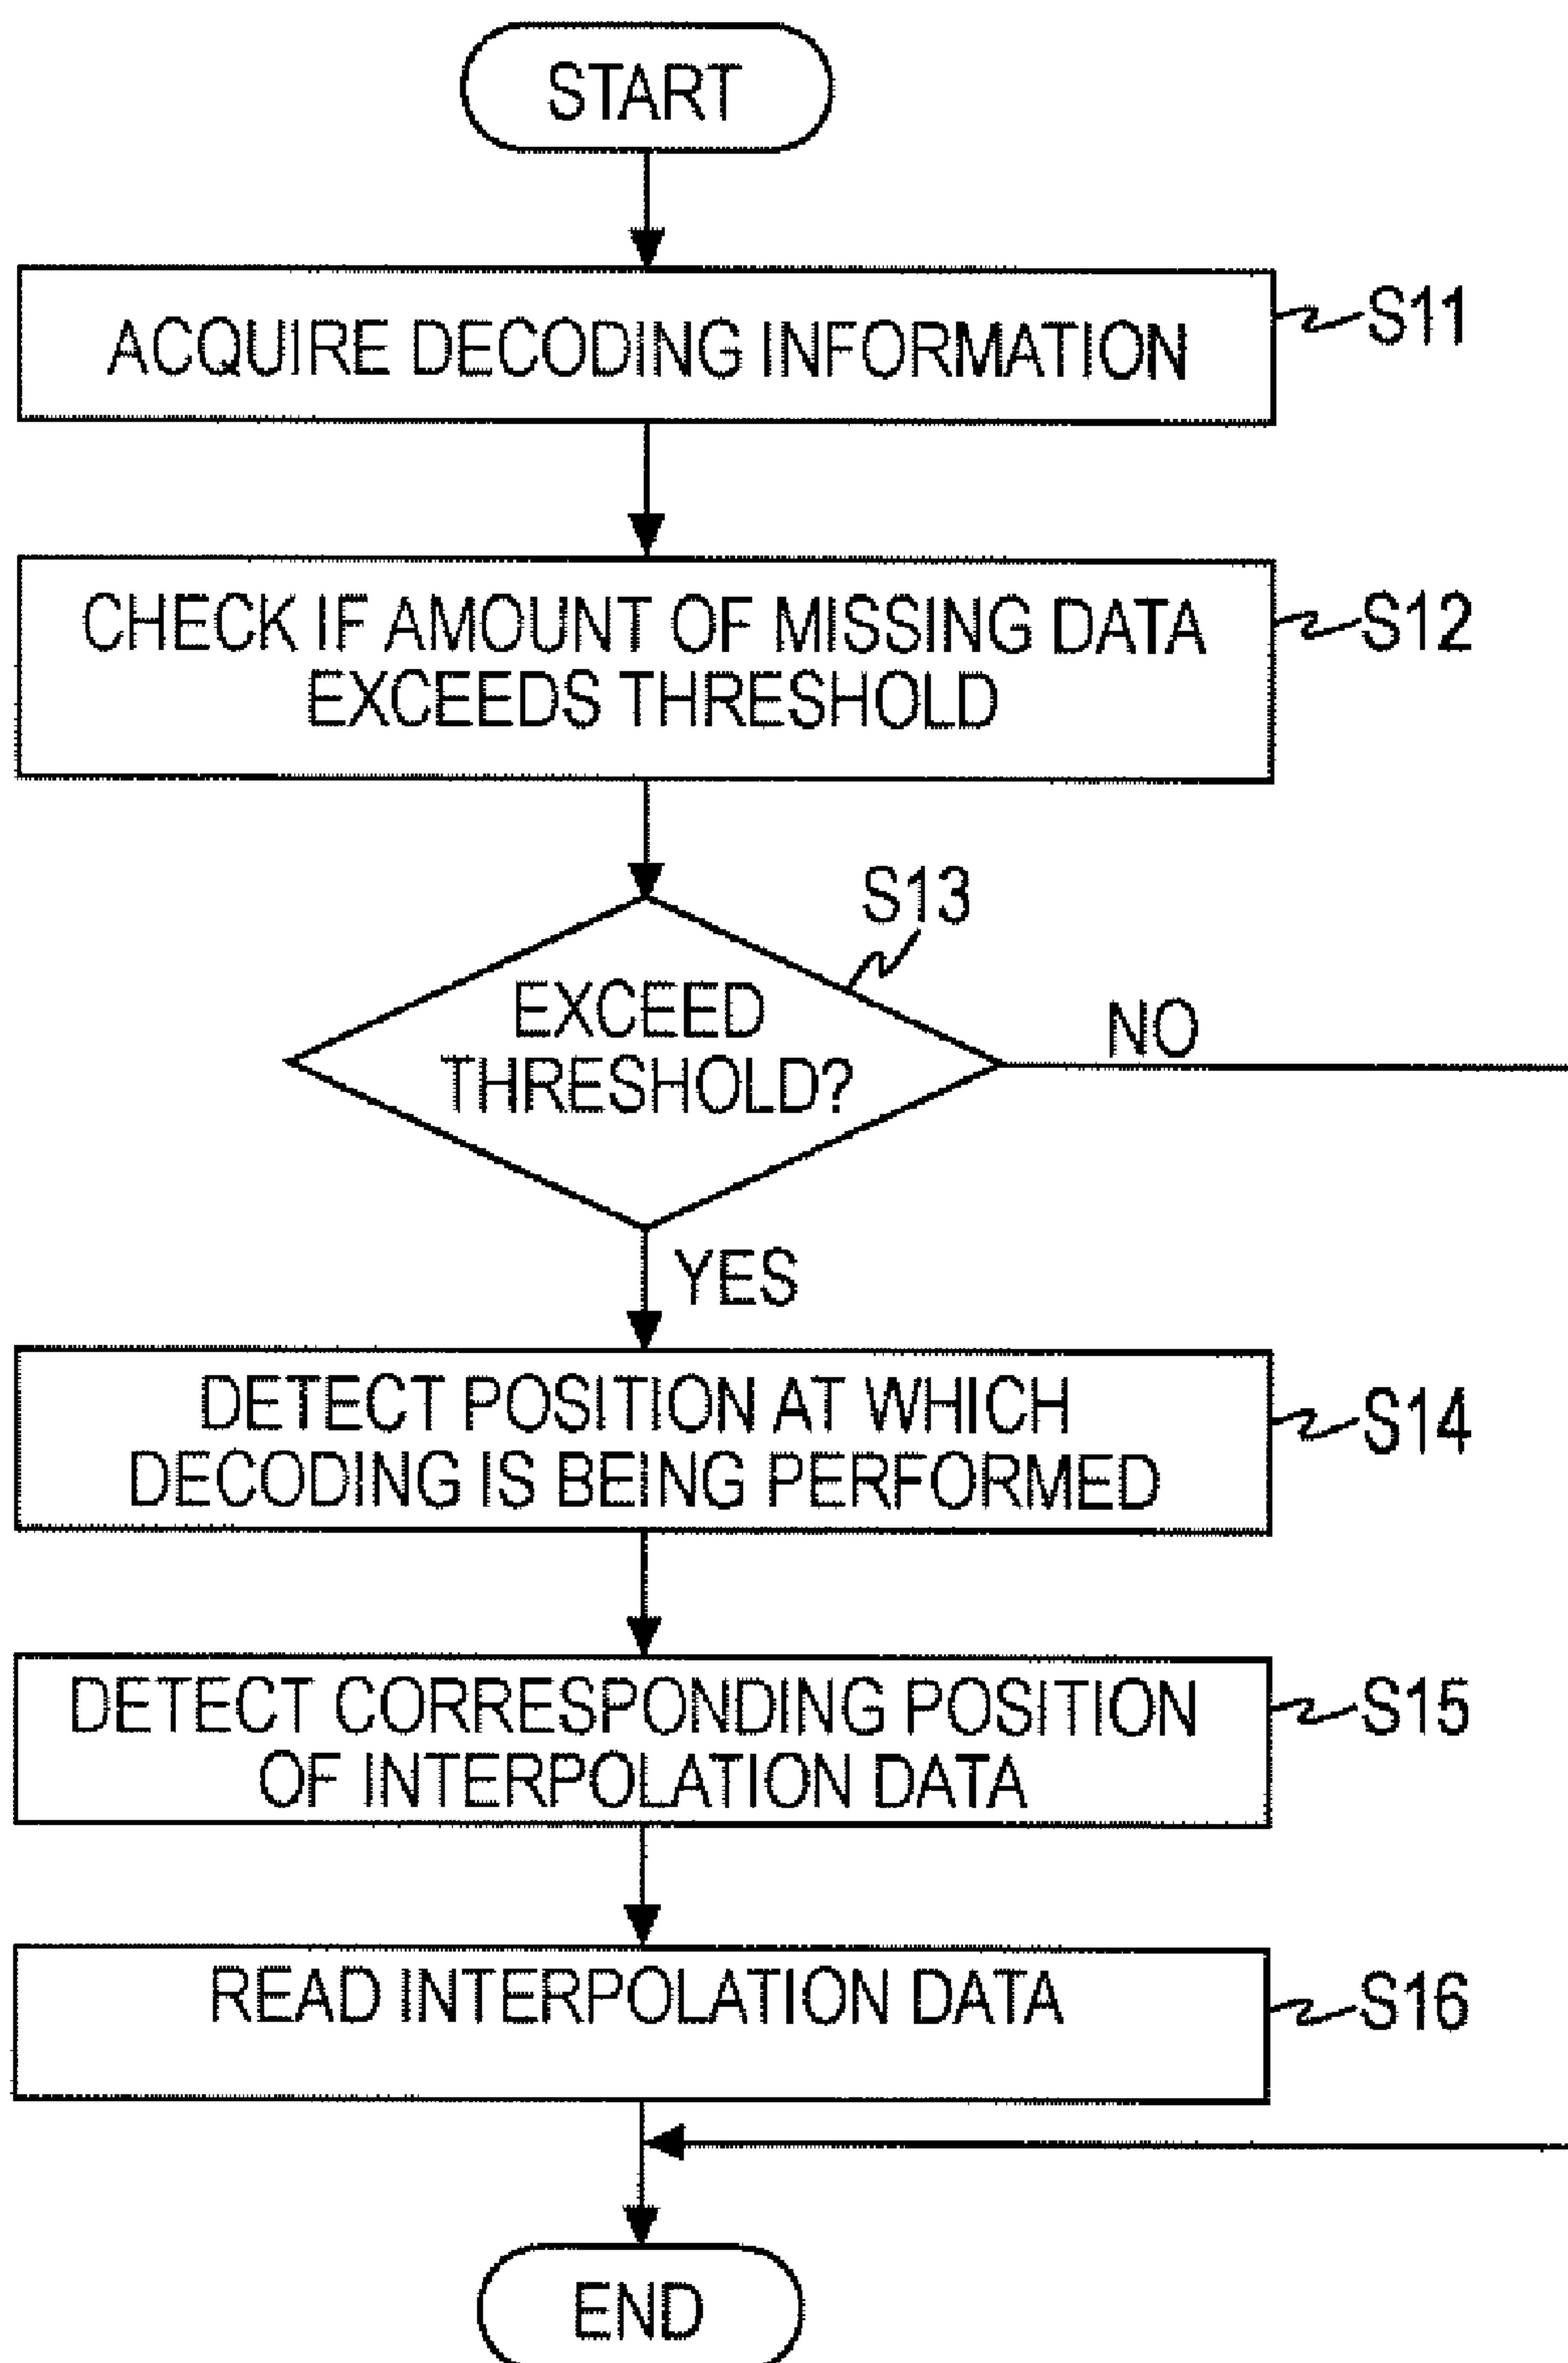 START
ACQUIRE DECODING INFORMATION
S11
CHECK IF AMOUNT OF MISSING DATA
EXCEEDS THRESHOLD
S12
S13
EXCEED
THRESHOLD?
NO
YES
DETECT POSITION AT WHICH
DECODING IS BEING PERFORMED
S14
DETECT CORRESPONDING POSITION
OF INTERPOLATION DATA
S15
READ INTERPOLATION DATA
S16
END